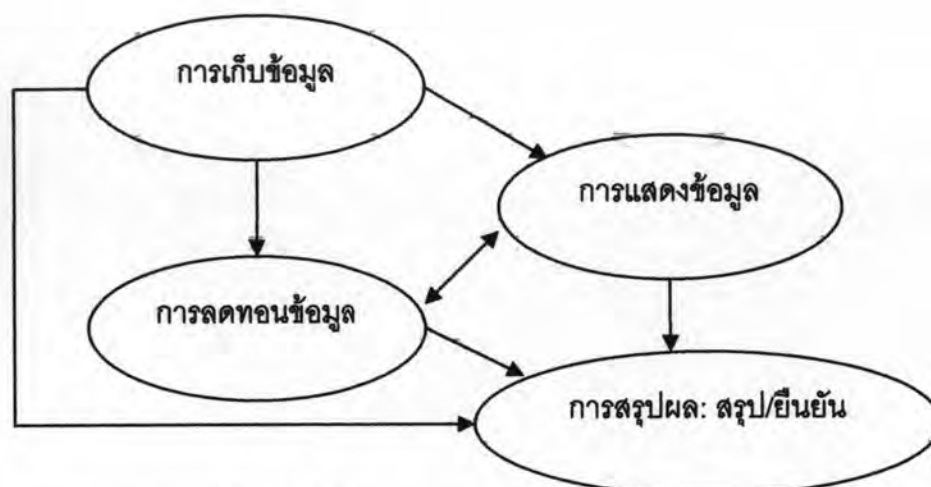 การเก็บข้อมูล
การแสดงข้อมูล
การลดทอนข้อมูล
การสรุปผล: สรุป/ยืนยัน